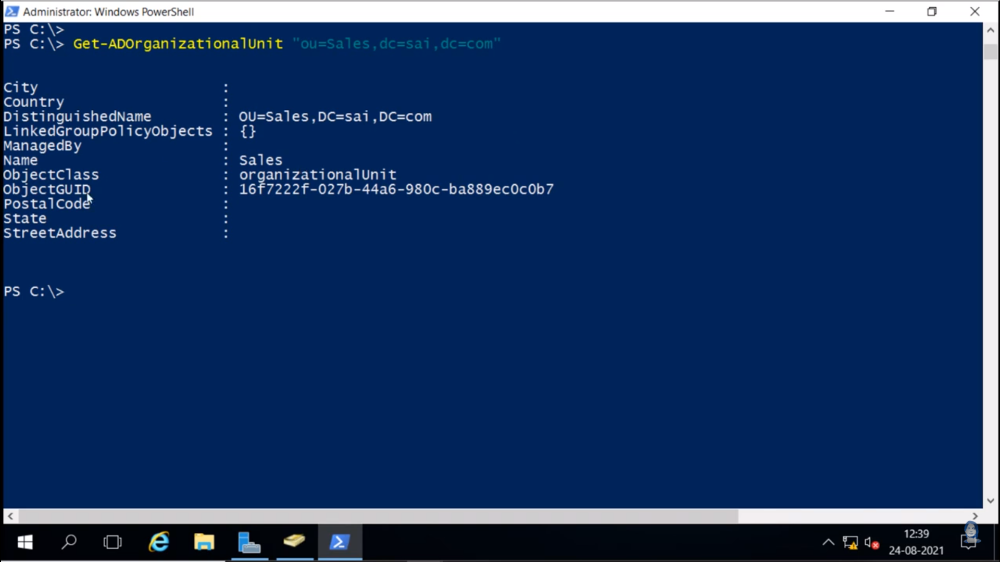 Administrator: Windows PowerShell
PS C:\>
PS C:\> Get-ADOrganizationalUnit "ou=Sales,dc=sai,dc=com"
City :
Country :
DistinguishedName : OU=Sales,DC=sai,DC=com
LinkedGroupPolicyObjects : {}
ManagedBy :
Name : Sales
ObjectClass : organizationalUnit
ObjectGUID : 16f7222f-027b-44a6-980c-ba889ec0c0b7
PostalCode :
State :
StreetAddress :
PS C:\>
12:39
24-08-2021